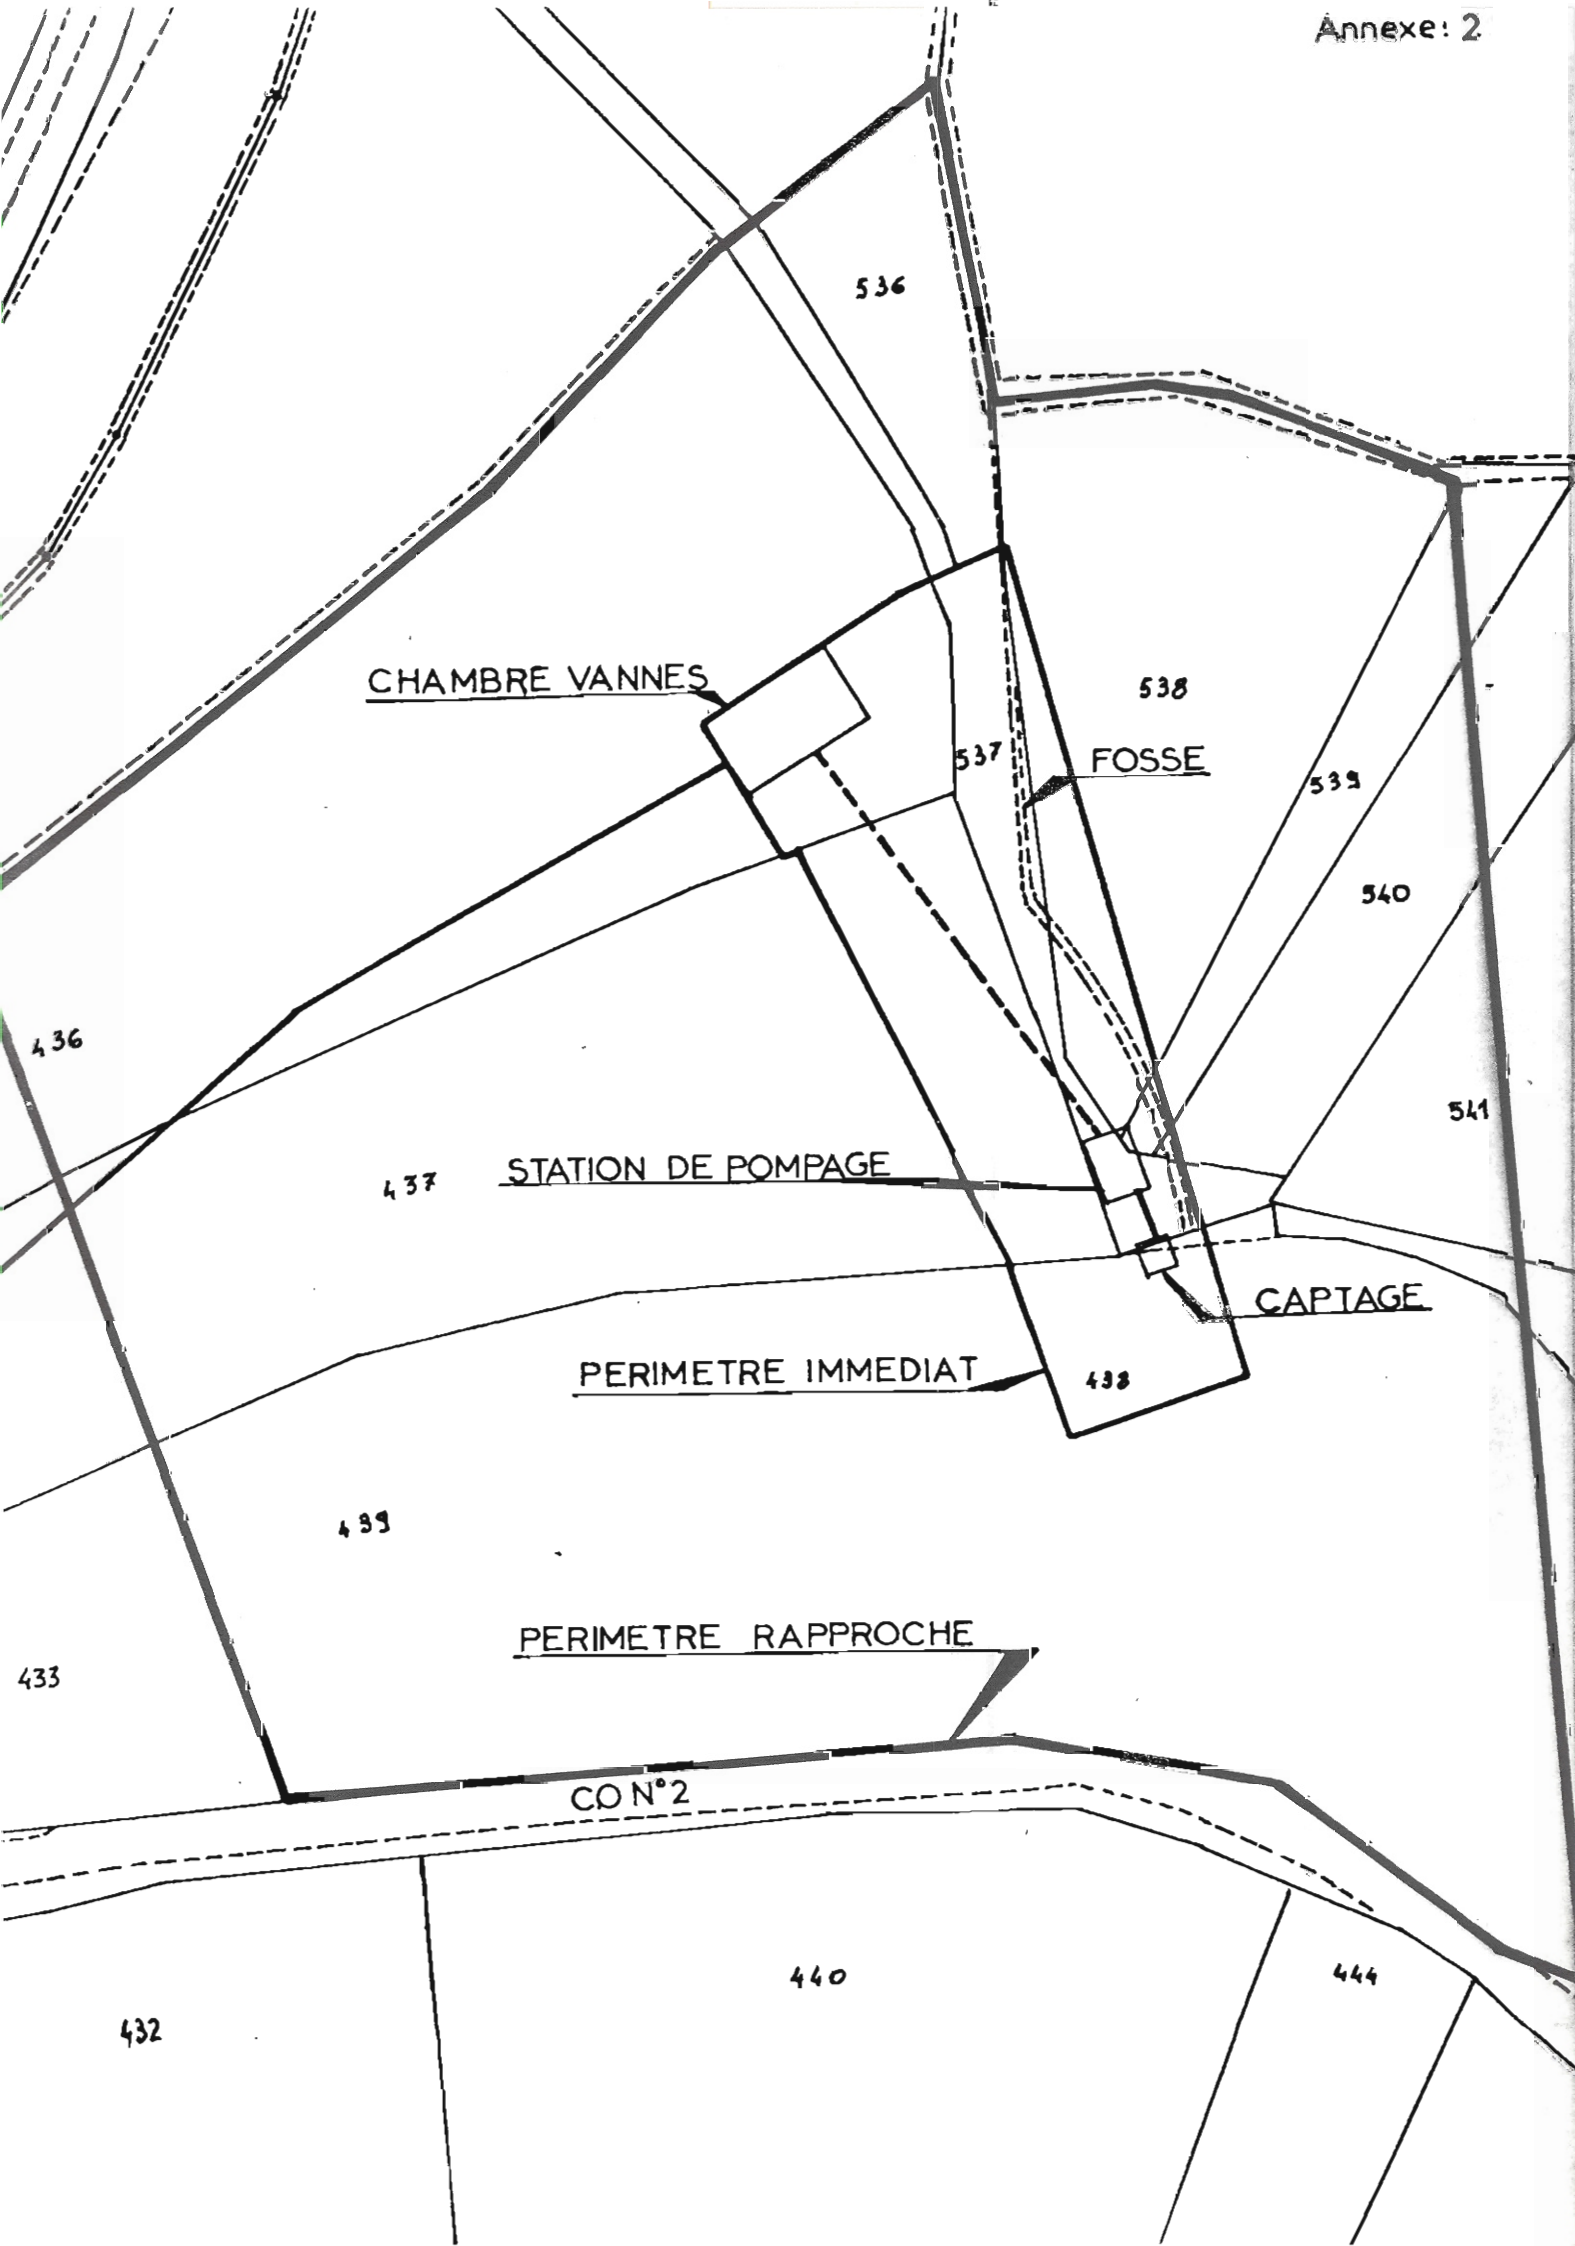 Annexe: 2
536
CHAMBRE VANNES
538
537
FOSSE
539
540
436
541
437
STATION DE POMPAGE
CAPTAGE
PERIMETRE IMMEDIAT
438
439
PERIMETRE RAPPROCHE
433
CO N°2
440
444
432